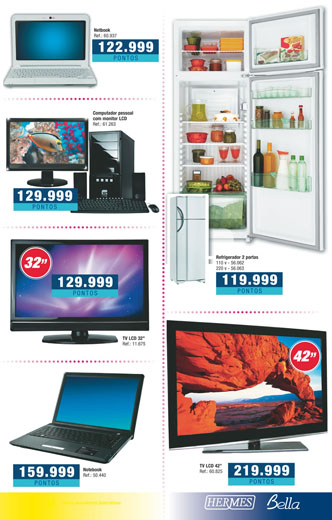 Netbook
Ref.: 60.837
122.999
PONTOS
Computador pessoal
com monitor LCD
Ref.: 61.263
129.999
PONTOS
32"
129.999
PONTOS
TV LCD 32"
Ref.: 11.675
159.999
PONTOS
Notebook
Ref.: 50.440
Refrigerador 2 portas
110 v - 56.062
220 v - 56.063
119.999
PONTOS
42"
TV LCD 42"
Ref.: 60.825
219.999
PONTOS
HERMES
Bella